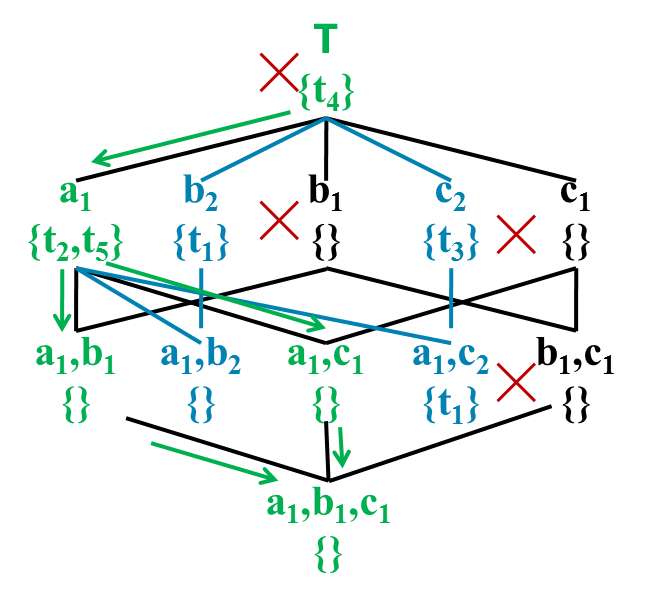 T
{t₄}
a₁ b₂ b₁ c₂ c₁
{t₂,t₅} {t₁} {} {t₃} {}
a₁,b₁ a₁,b₂ a₁,c₁ a₁,c₂ b₁,c₁
{} {} {} {t₁} {}
a₁,b₁,c₁
{}